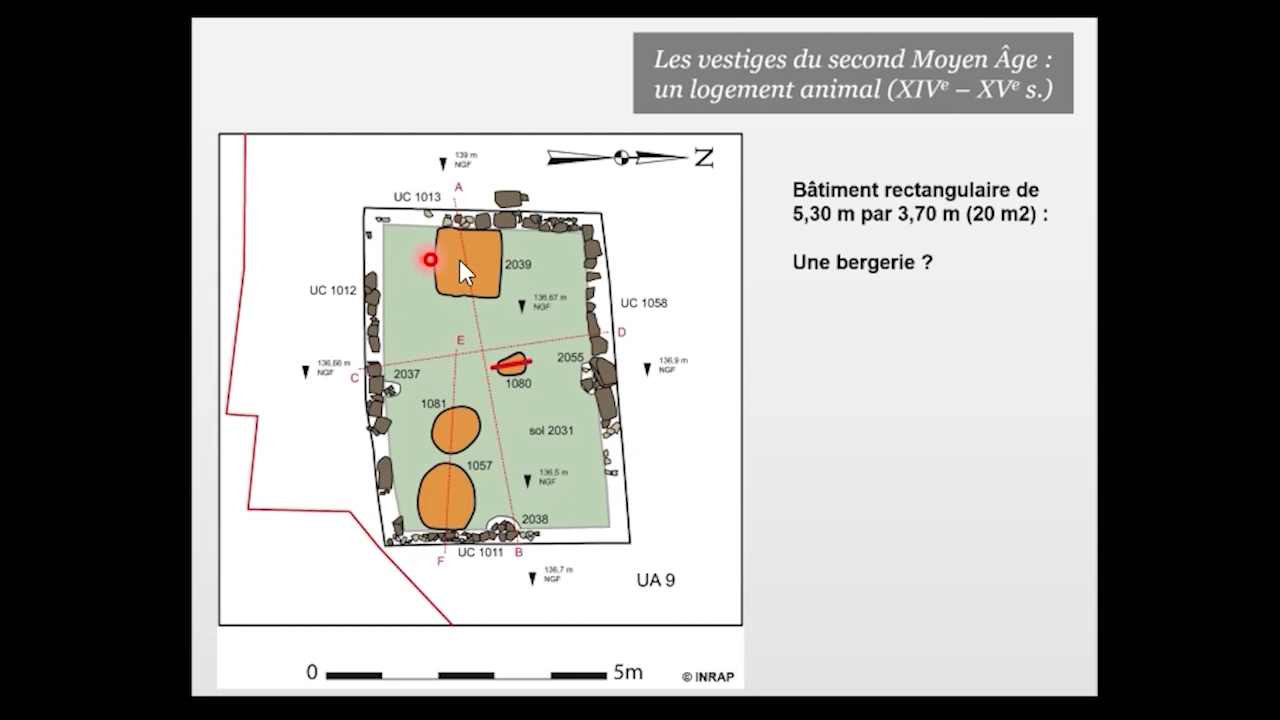 Les vestiges du second Moyen Âge :
un logement animal (XIVe – XVe s.)
Bâtiment rectangulaire de
5,30 m par 3,70 m (20 m2) :
Une bergerie ?
139 m
NGF
N
A
UC 1013
2039
UC 1012
136,67 m
NGF
UC 1058
D
E
136,66 m
NGF
C
2037
2055
136,9 m
NGF
1080
1081
sol 2031
1057
136,5 m
NGF
2038
UC 1011
B
F
136,7 m
NGF
UA 9
0
5m
© INRAP